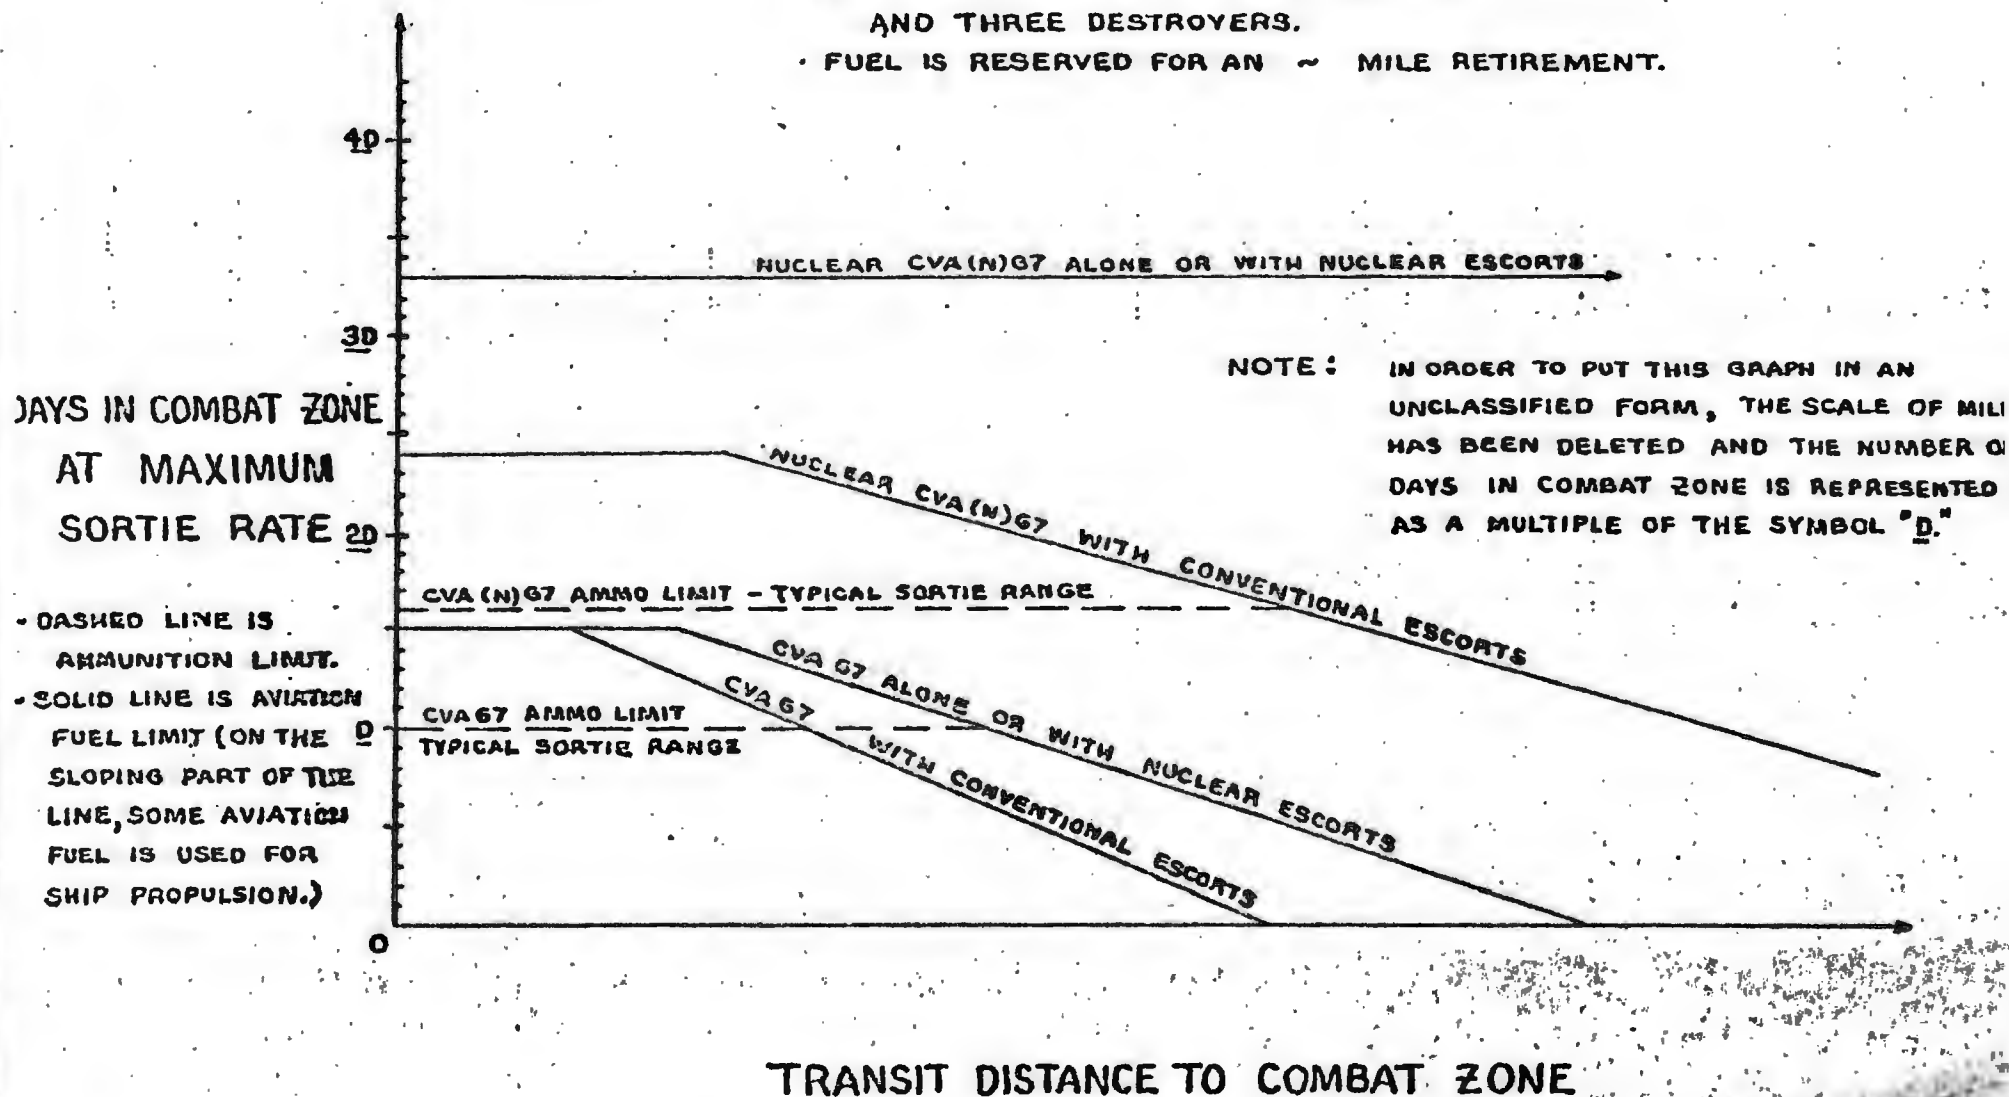 AND THREE DESTROYERS.
· FUEL IS RESERVED FOR AN ~ MILE RETIREMENT.
4D
NUCLEAR CVA(N)67 ALONE OR WITH NUCLEAR ESCORTS
3D
NOTE: IN ORDER TO PUT THIS GRAPH IN AN
UNCLASSIFIED FORM, THE SCALE OF MIL
HAS BEEN DELETED AND THE NUMBER O
DAYS IN COMBAT ZONE IS REPRESENTED
AS A MULTIPLE OF THE SYMBOL "D."
DAYS IN COMBAT ZONE
AT MAXIMUM
SORTIE RATE
2D
NUCLEAR CVA(N)67 WITH CONVENTIONAL ESCORTS
CVA(N)67 AMMO LIMIT - TYPICAL SORTIE RANGE
- DASHED LINE IS
AMMUNITION LIMIT.
- SOLID LINE IS AVIATION
FUEL LIMIT (ON THE
SLOPING PART OF THE
LINE, SOME AVIATION
FUEL IS USED FOR
SHIP PROPULSION.)
CVA 67 ALONE OR WITH NUCLEAR ESCORTS
CVA 67 WITH CONVENTIONAL ESCORTS
CVA67 AMMO LIMIT
TYPICAL SORTIE RANGE
D
0
TRANSIT DISTANCE TO COMBAT ZONE